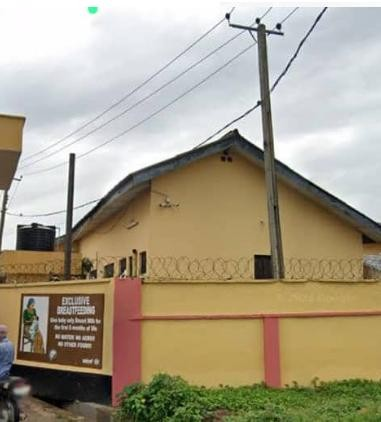 EXCLUSIVE
BREASTFEEDING
Give baby only Breast Milk for
the first 6 months of life
NO WATER! NO AGBO!
NO OTHER FOOD!
unicef